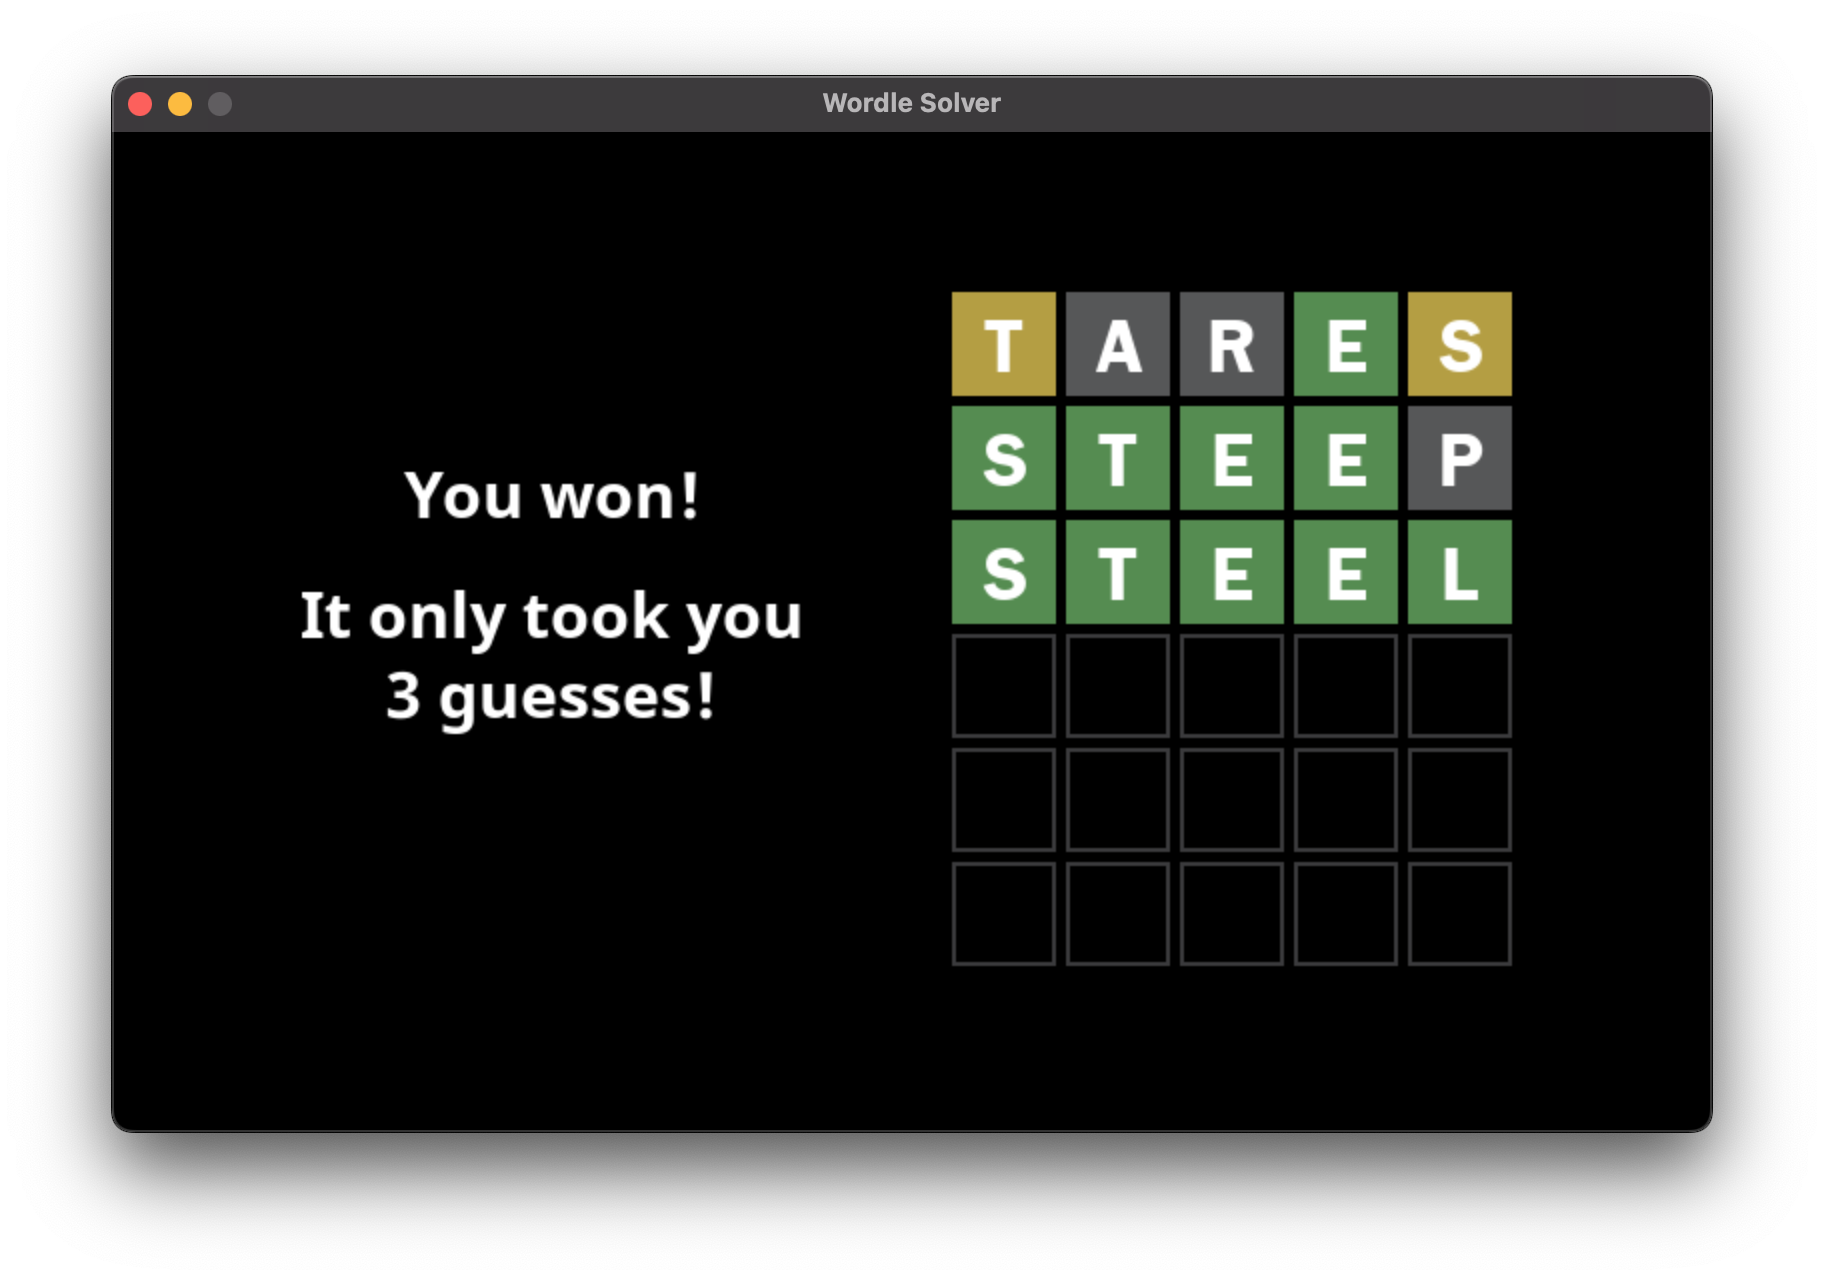 Wordle Solver
You won!
It only took you
3 guesses!
TARES
STEEP
STEEL